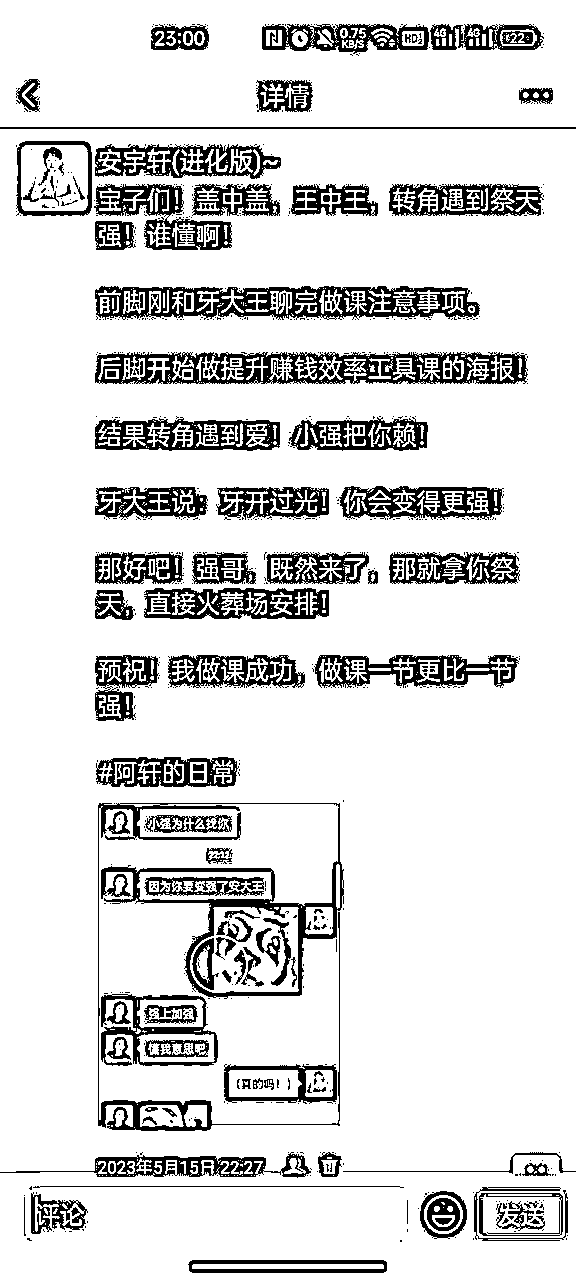 23:00
0.75
KB/S
HD
4G
4G
22
详情
安宇轩(进化版)~
宝子们！盖中盖，王中王，转角遇到祭天
强！谁懂啊！
前脚刚和牙大王聊完做课注意事项。
后脚开始做提升赚钱效率工具课的海报！
结果转角遇到爱！小强把你赖！
牙大王说：牙开过光！你会变得更强！
那好吧！强哥，既然来了，那就拿你祭
天，直接火葬场安排！
预祝！我做课成功，做课一节更比一节
强！
#阿轩的日常
小强为什么找你
22:12
因为你要变强了安大王
强上加强
懂我意思吧
（真的吗！）
2023年5月15日 22:27
评论
发送